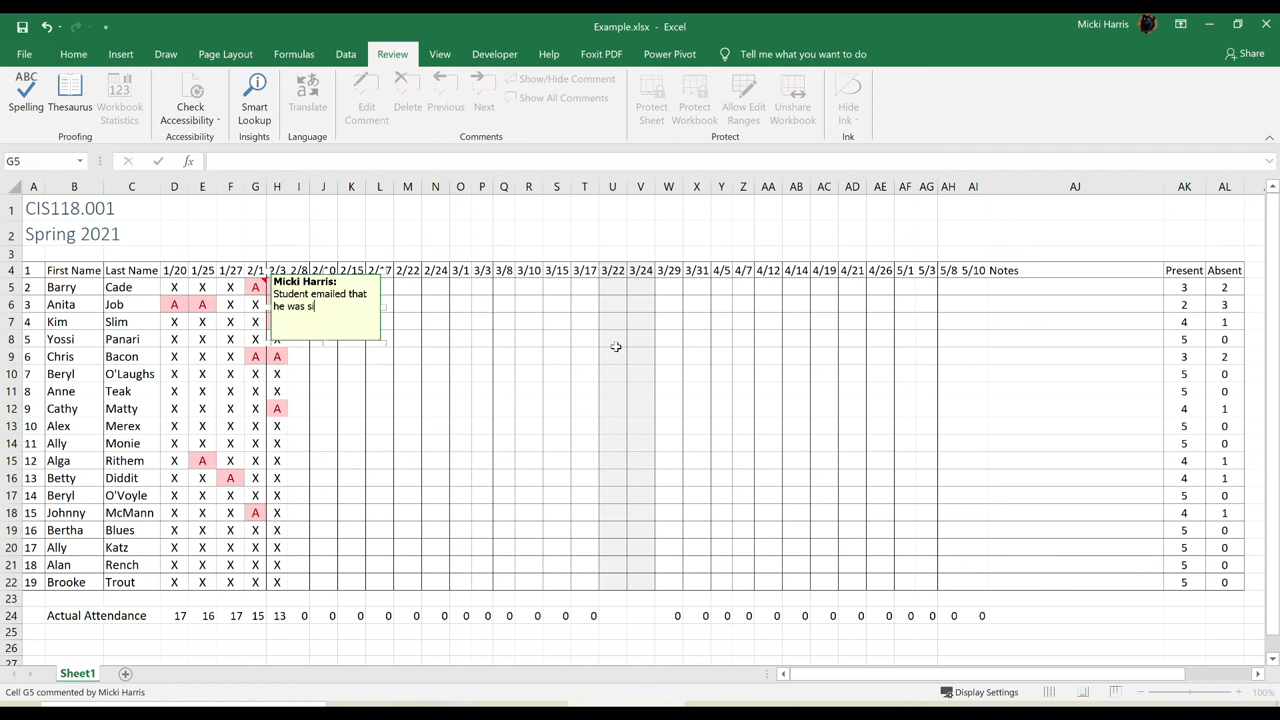 Example.xlsx - Excel
Micki Harris
File Home Insert Draw Page Layout Formulas Data Review View Developer Help Foxit PDF Power Pivot Tell me what you want to do Share
ABC
123
Spelling Thesaurus Workbook Statistics Check Accessibility Smart Lookup Translate Edit Comment Delete Previous Next Show/Hide Comment Protect Sheet Protect Workbook Allow Edit Ranges Unshare Workbook Hide Ink
Show All Comments
Proofing Accessibility Insights Language Comments Protect Ink
G5 fx
A B C D E F G H I J K L M N O P Q R S T U V W X Y Z AA AB AC AD AE AF AG AH AI AJ AK AL
1 CIS118.001
2 Spring 2021
3
4 1 First Name Last Name 1/20 1/25 1/27 2/1 2/3 2/8 2/10 2/15 2/17 2/22 2/24 3/1 3/3 3/8 3/10 3/15 3/17 3/22 3/24 3/29 3/31 4/5 4/7 4/12 4/14 4/19 4/21 4/26 5/1 5/3 5/8 5/10 Notes Present Absent
5 2 Barry Cade X X X A 3 2
6 3 Anita Job A A X X 2 3
7 4 Kim Slim X X X X 4 1
8 5 Yossi Panari X X X X X 5 0
9 6 Chris Bacon X X X A A 3 2
10 7 Beryl O'Laughs X X X X X 5 0
11 8 Anne Teak X X X X X 5 0
12 9 Cathy Matty X X X X A 4 1
13 10 Alex Merex X X X X X 5 0
14 11 Ally Monie X X X X X 5 0
15 12 Alga Rithem X A X X X 4 1
16 13 Betty Diddit X X A X X 4 1
17 14 Beryl O'Voyle X X X X X 5 0
18 15 Johnny McMann X X X A X 4 1
19 16 Bertha Blues X X X X X 5 0
20 17 Ally Katz X X X X X 5 0
21 18 Alan Rench X X X X X 5 0
22 19 Brooke Trout X X X X X 5 0
23
24 Actual Attendance 17 16 17 15 13 0 0 0 0 0 0 0 0 0 0 0 0 0 0 0 0 0 0 0 0 0 0 0 0 0
25
26
27
Micki Harris:
Student emailed that
he was si
Sheet1
Cell G5 commented by Micki Harris Display Settings 100%